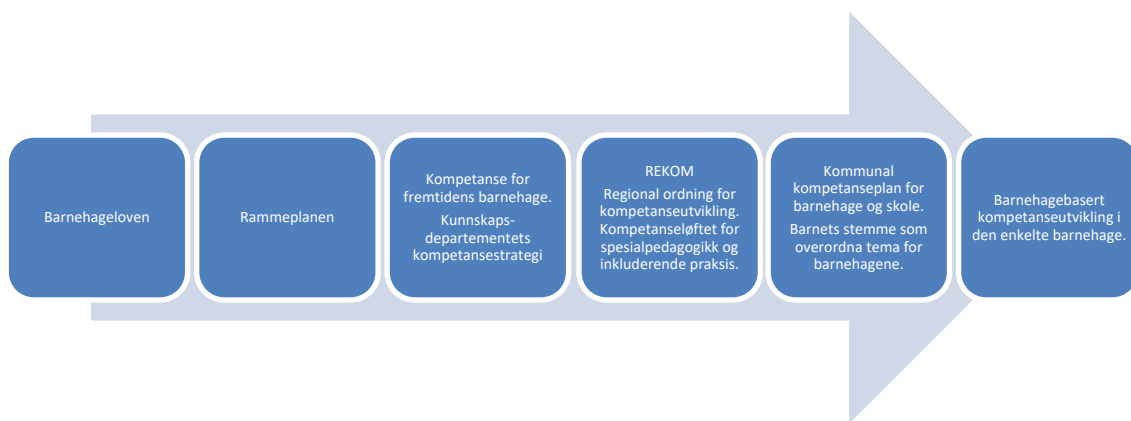 Barnehageloven
Rammeplanen
Kompetanse for
fremtidens barnehage.
Kunnskaps-
departementets
kompetansestrategi
REKOM
Regional ordning for
kompetanseutvikling.
Kompetanseløftet for
spesialpedagogikk og
inkluderende praksis.
Kommunal
kompetanseplan for
barnehage og skole.
Barnets stemme som
overordna tema for
barnehagene.
Barnehagebasert
kompetanseutvikling i
den enkelte barnehage.